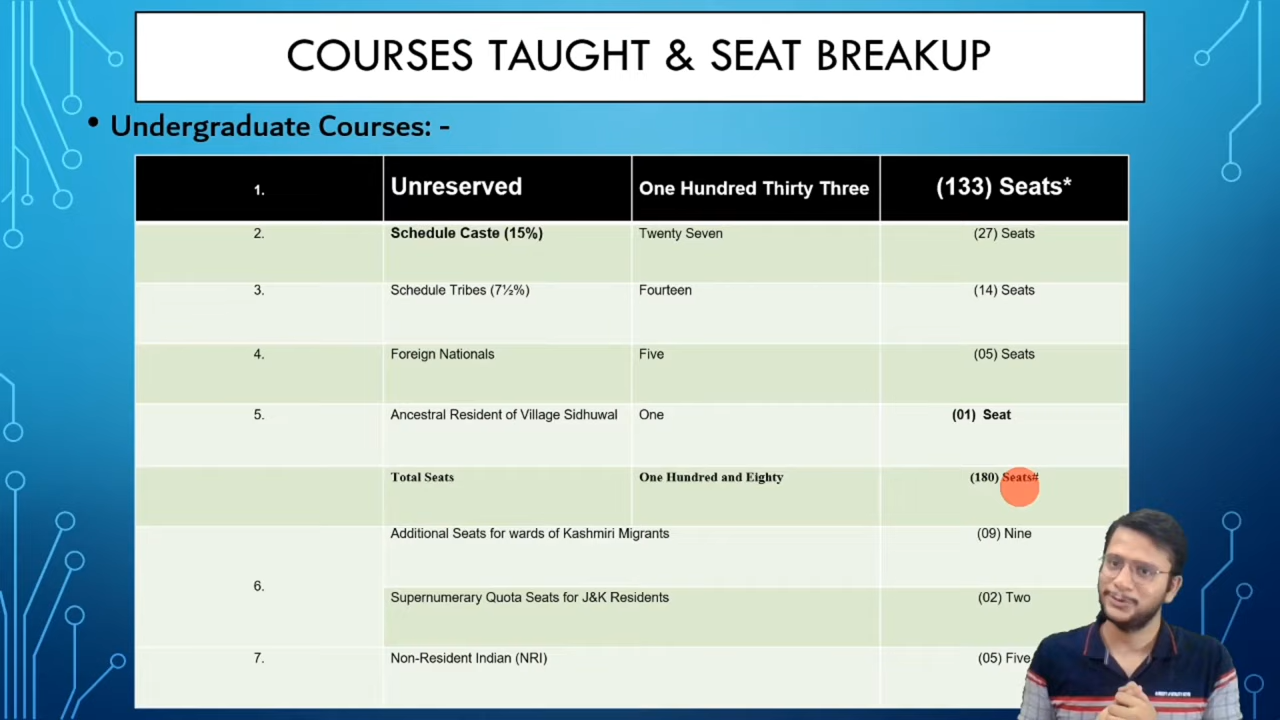 COURSES TAUGHT & SEAT BREAKUP
• Undergraduate Courses: -
1. Unreserved One Hundred Thirty Three (133) Seats*
2. Schedule Caste (15%) Twenty Seven (27) Seats
3. Schedule Tribes (7½%) Fourteen (14) Seats
4. Foreign Nationals Five (05) Seats
5. Ancestral Resident of Village Sidhuwal One (01) Seat
Total Seats One Hundred and Eighty (180) Seats#
Additional Seats for wards of Kashmiri Migrants (09) Nine
6.
Supernumerary Quota Seats for J&K Residents (02) Two
7. Non-Resident Indian (NRI) (05) Five